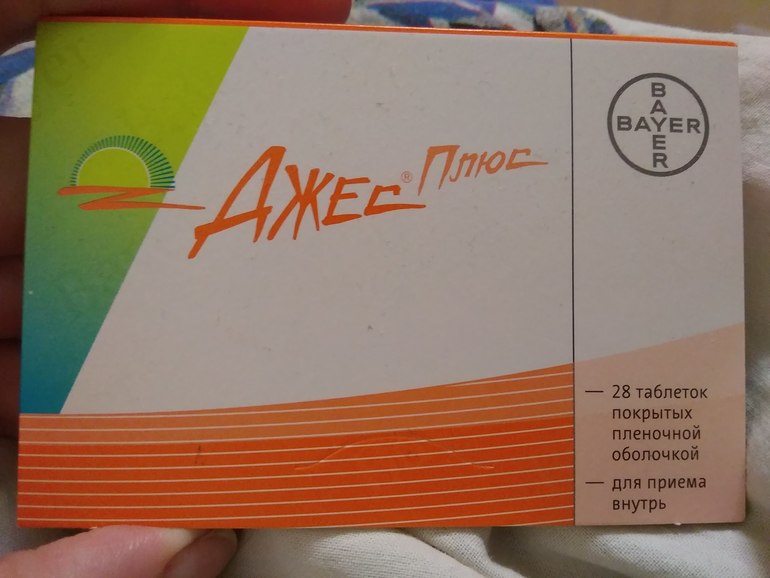 Джес® Плюс
BAYER
BAYER
— 28 таблеток
покрытых
пленочной
оболочкой
— для приема
внутрь